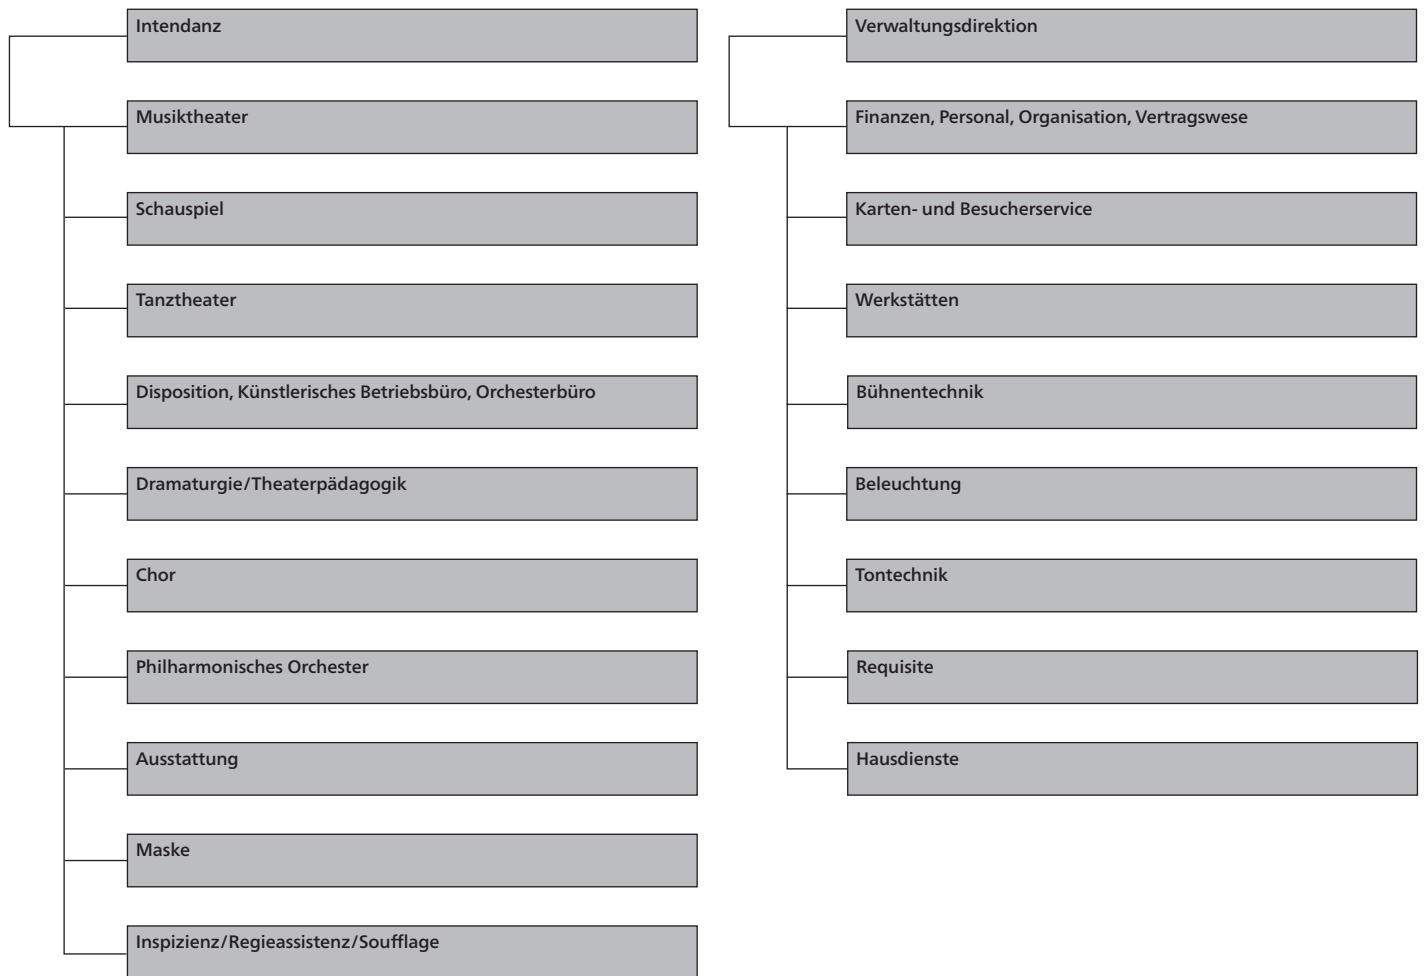 Intendanz
Musiktheater
Schauspiel
Tanztheater
Disposition, Künstlerisches Betriebsbüro, Orchesterbüro
Dramaturgie/Theaterpädagogik
Chor
Philharmonisches Orchester
Ausstattung
Maske
Inspizienz/Regieassistenz/Soufflage
Verwaltungsdirektion
Finanzen, Personal, Organisation, Vertragswese
Karten- und Besucherservice
Werkstätten
Bühnentechnik
Beleuchtung
Tontechnik
Requisite
Hausdienste